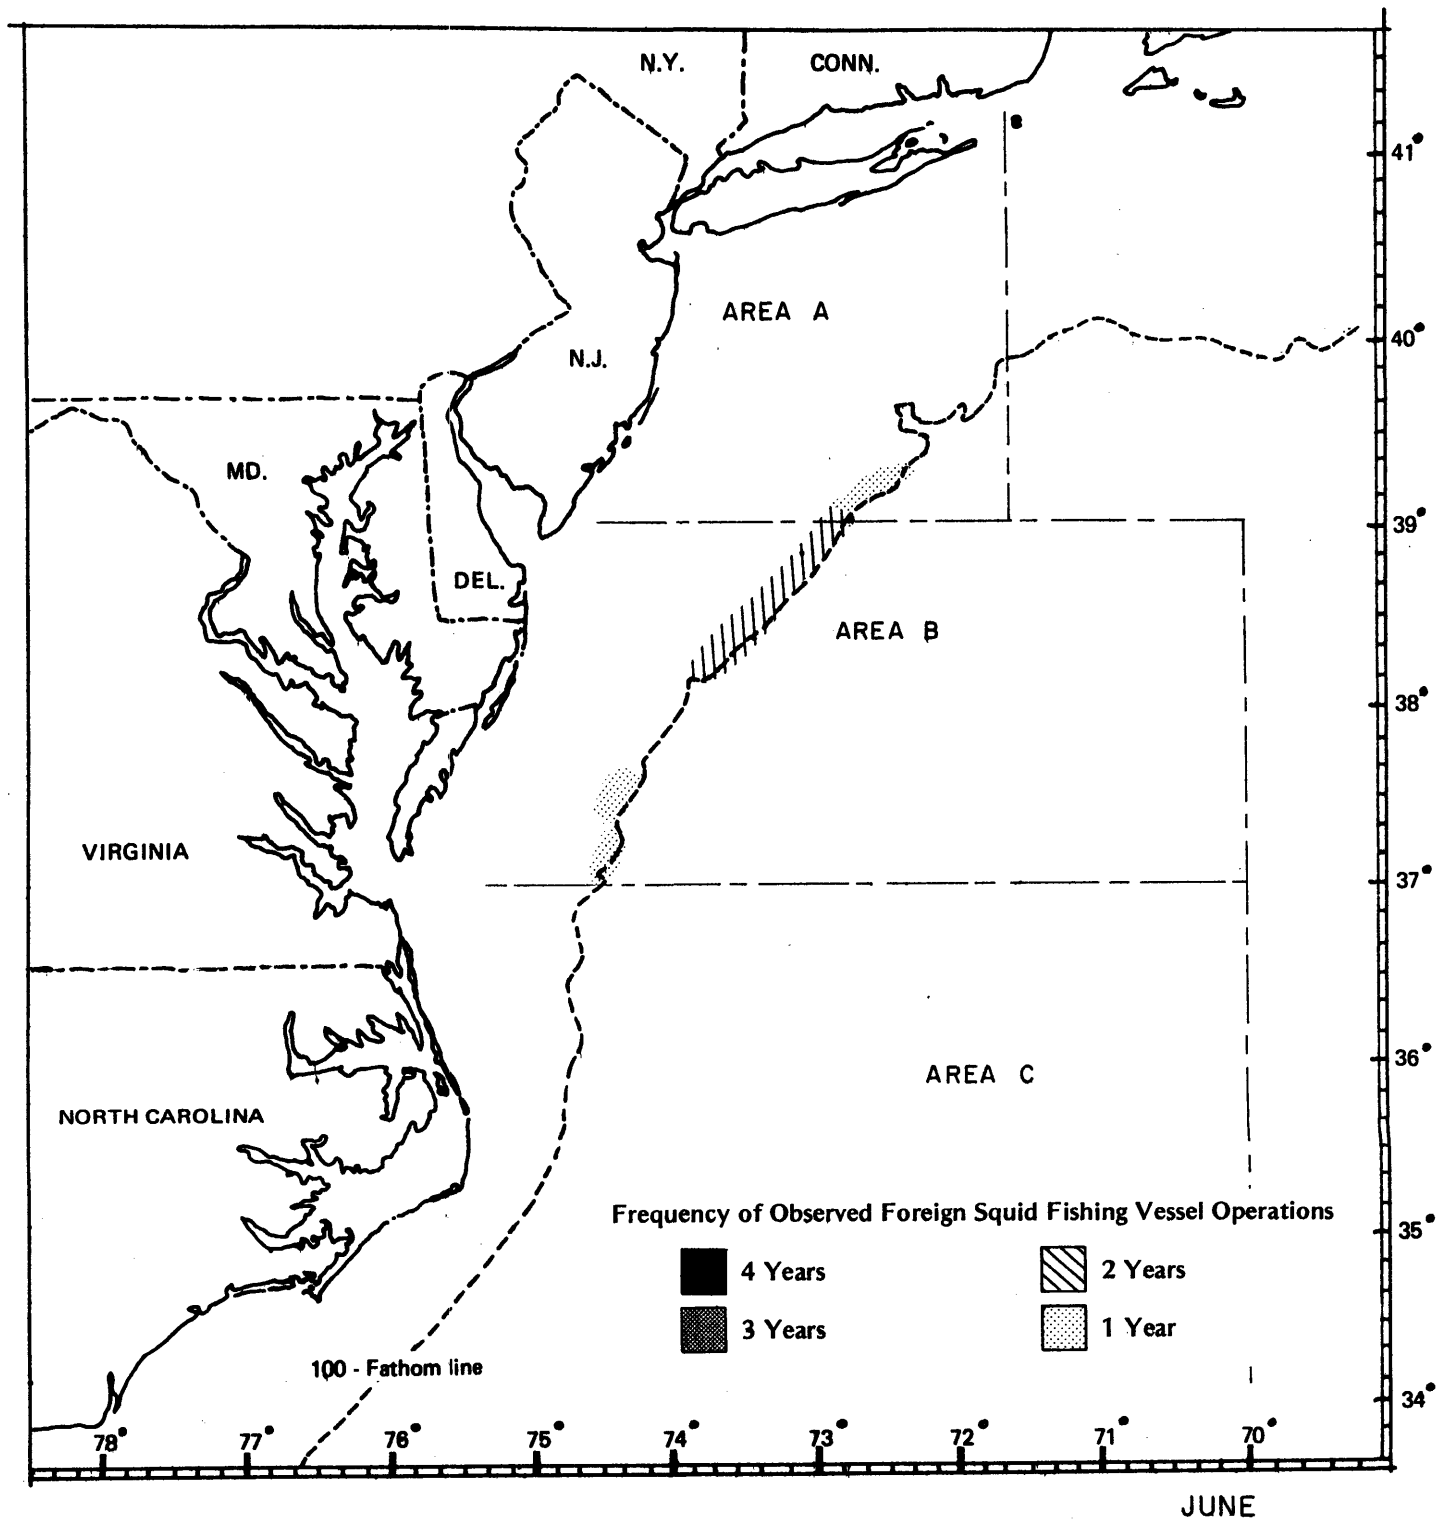 N.Y. CONN.
41°
AREA A
40°
N.J.
MD.
39°
DEL.
AREA B
38°
VIRGINIA
37°
36°
AREA C
NORTH CAROLINA
Frequency of Observed Foreign Squid Fishing Vessel Operations
35°
4 Years 2 Years
3 Years 1 Year
100 - Fathom line
34°
78° 77° 76° 75° 74° 73° 72° 71° 70°
JUNE